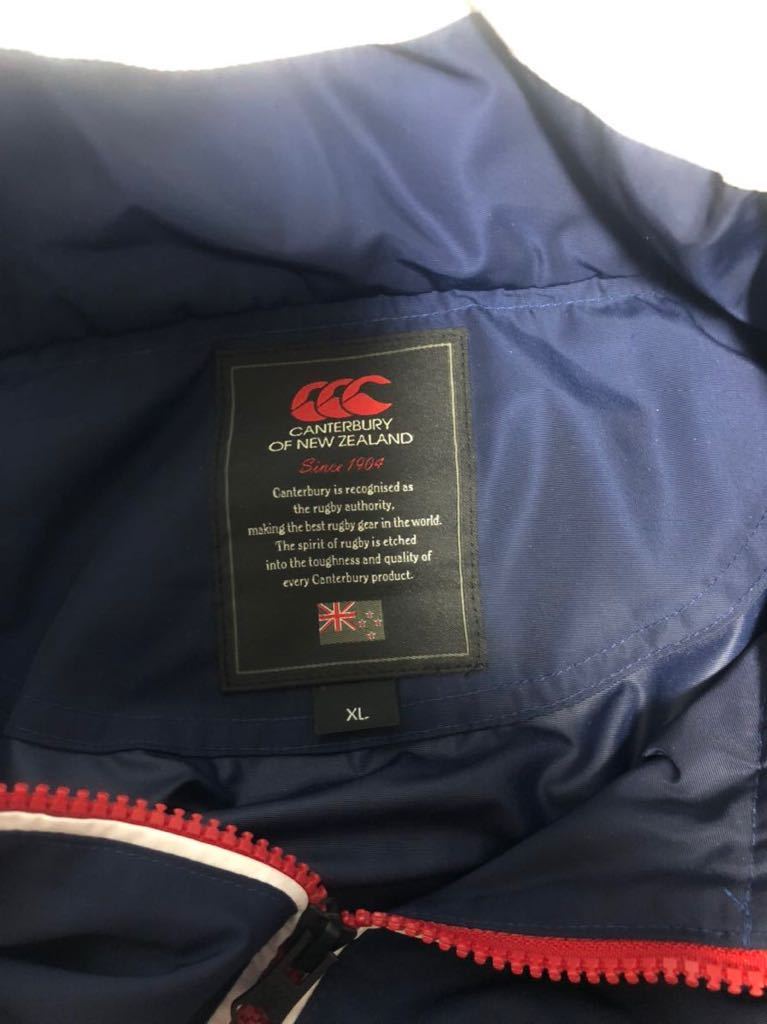 CANTERBURY
OF NEW ZEALAND
Since 1904
Canterbury is recognised as
the rugby authority,
making the best rugby gear in the world.
The spirit of rugby is etched
into the toughness and quality of
every Canterbury product.
XL